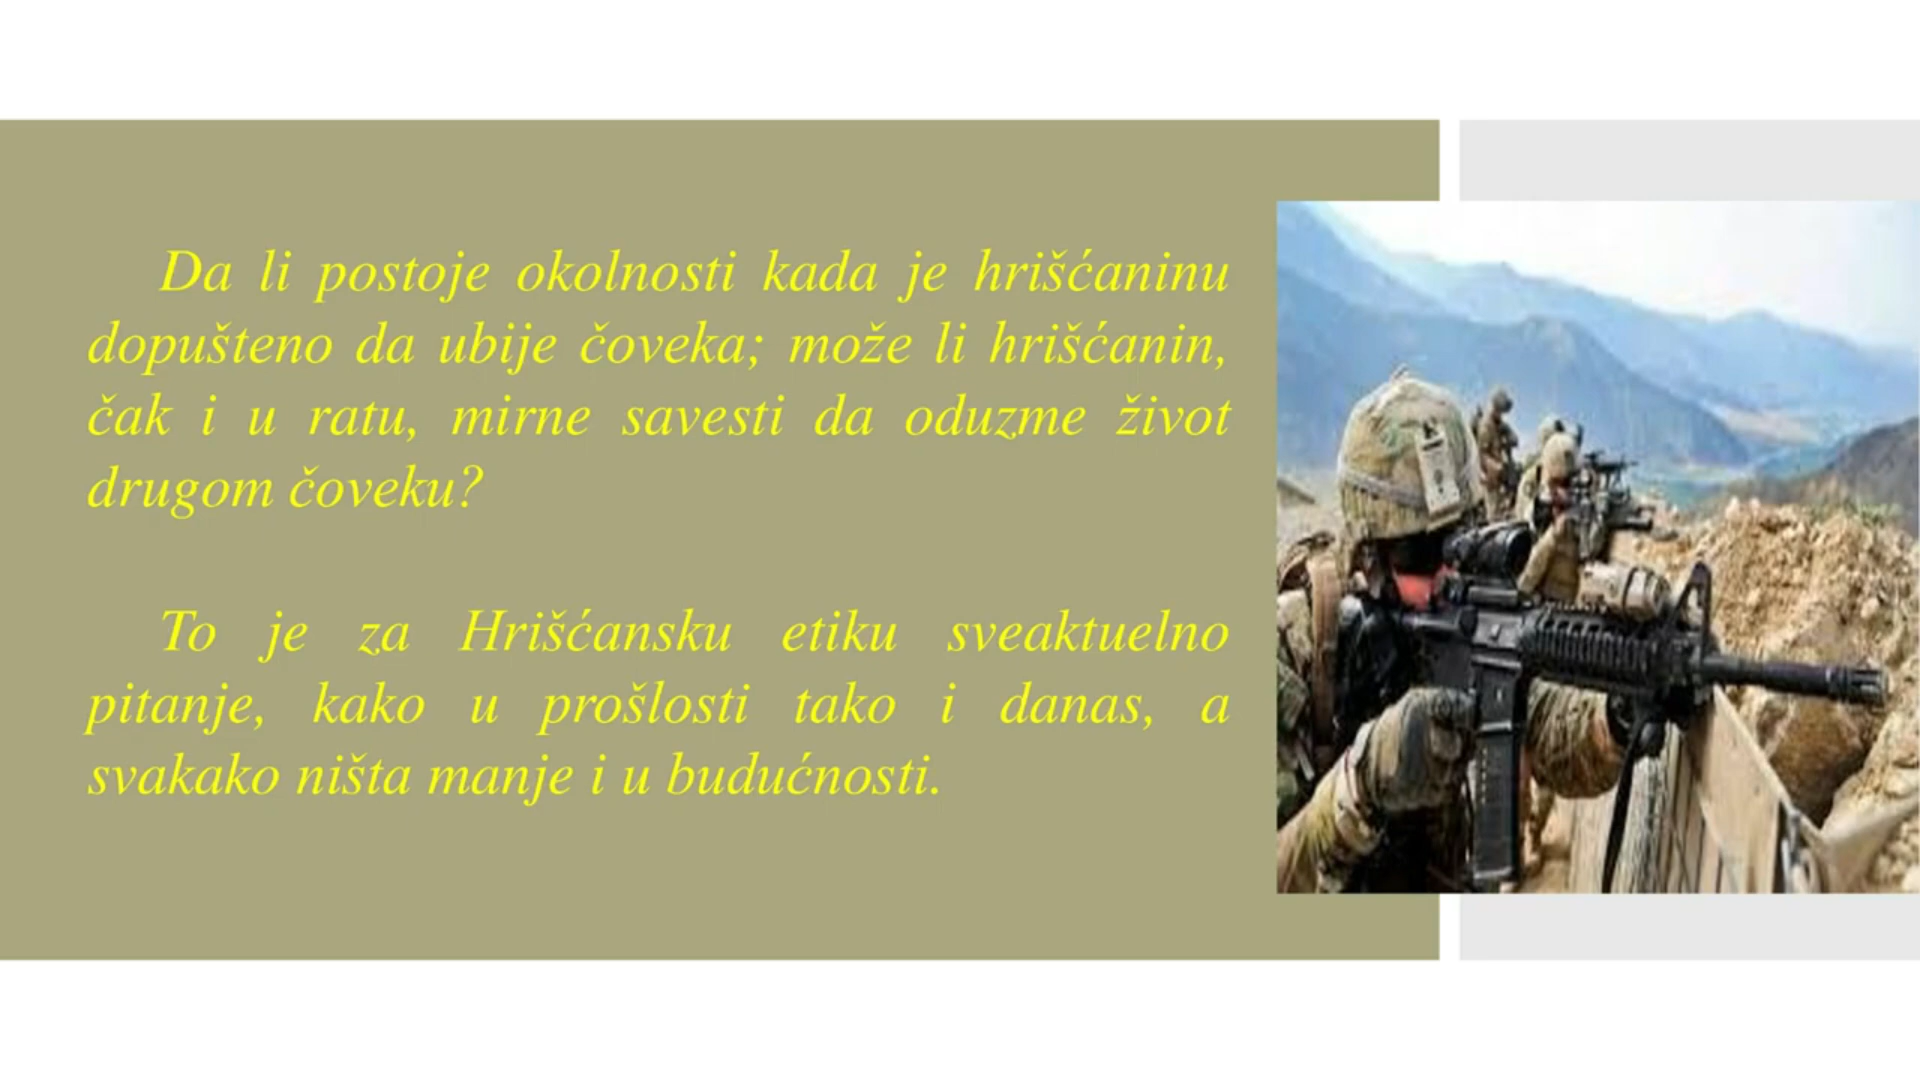 Da li postoje okolnosti kada je hrišćaninu
dopušteno da ubije čoveka; može li hrišćanin,
čak i u ratu, mirne savesti da oduzme život
drugom čoveku?
To je za Hrišćansku etiku sveaktuelno
pitanje, kako u prošlosti tako i danas, a
svakako ništa manje i u budućnosti.